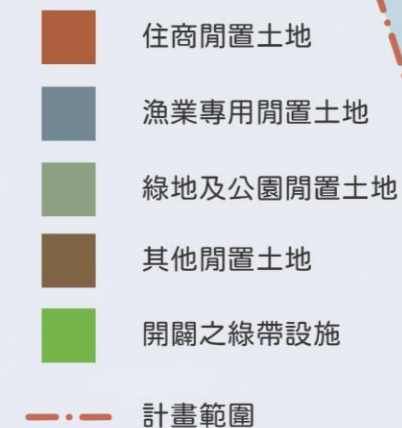 住商閒置土地
漁業專用閒置土地
綠地及公園閒置土地
其他閒置土地
開闢之綠帶設施
計畫範圍